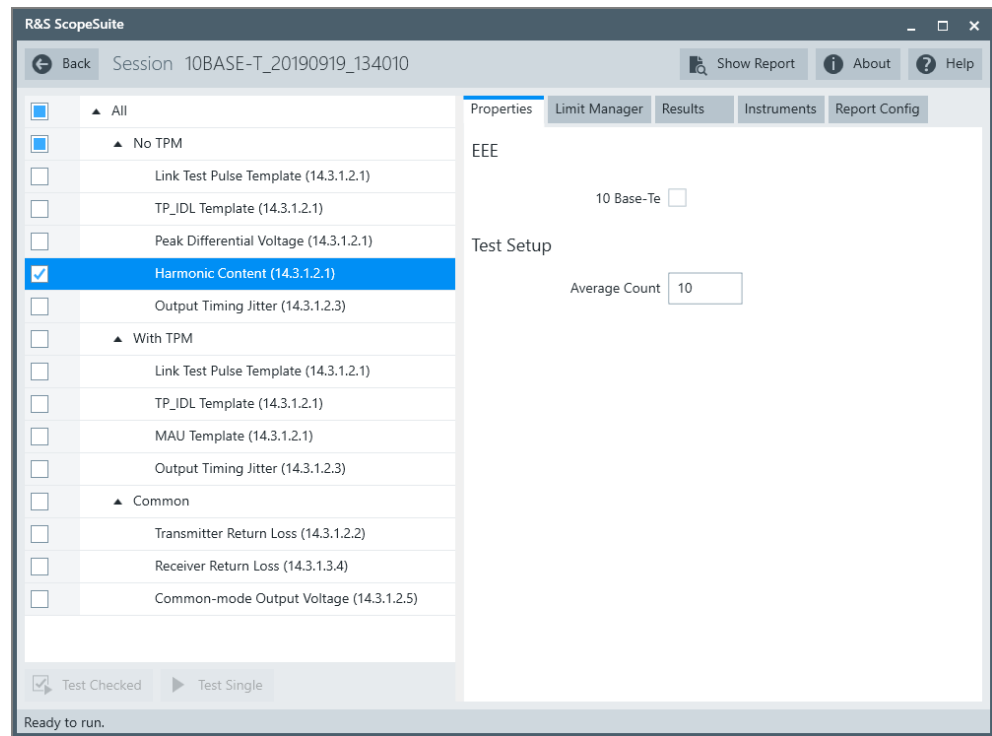 R&S ScopeSuite
Back Session 10BASE-T_20190919_134010 Show Report About Help
All
No TPM
Link Test Pulse Template (14.3.1.2.1)
TP_IDL Template (14.3.1.2.1)
Peak Differential Voltage (14.3.1.2.1)
Harmonic Content (14.3.1.2.1)
Output Timing Jitter (14.3.1.2.3)
With TPM
Link Test Pulse Template (14.3.1.2.1)
TP_IDL Template (14.3.1.2.1)
MAU Template (14.3.1.2.1)
Output Timing Jitter (14.3.1.2.3)
Common
Transmitter Return Loss (14.3.1.2.2)
Receiver Return Loss (14.3.1.3.4)
Common-mode Output Voltage (14.3.1.2.5)
Test Checked Test Single
Properties Limit Manager Results Instruments Report Config
EEE
10 Base-Te
Test Setup
Average Count 10
Ready to run.